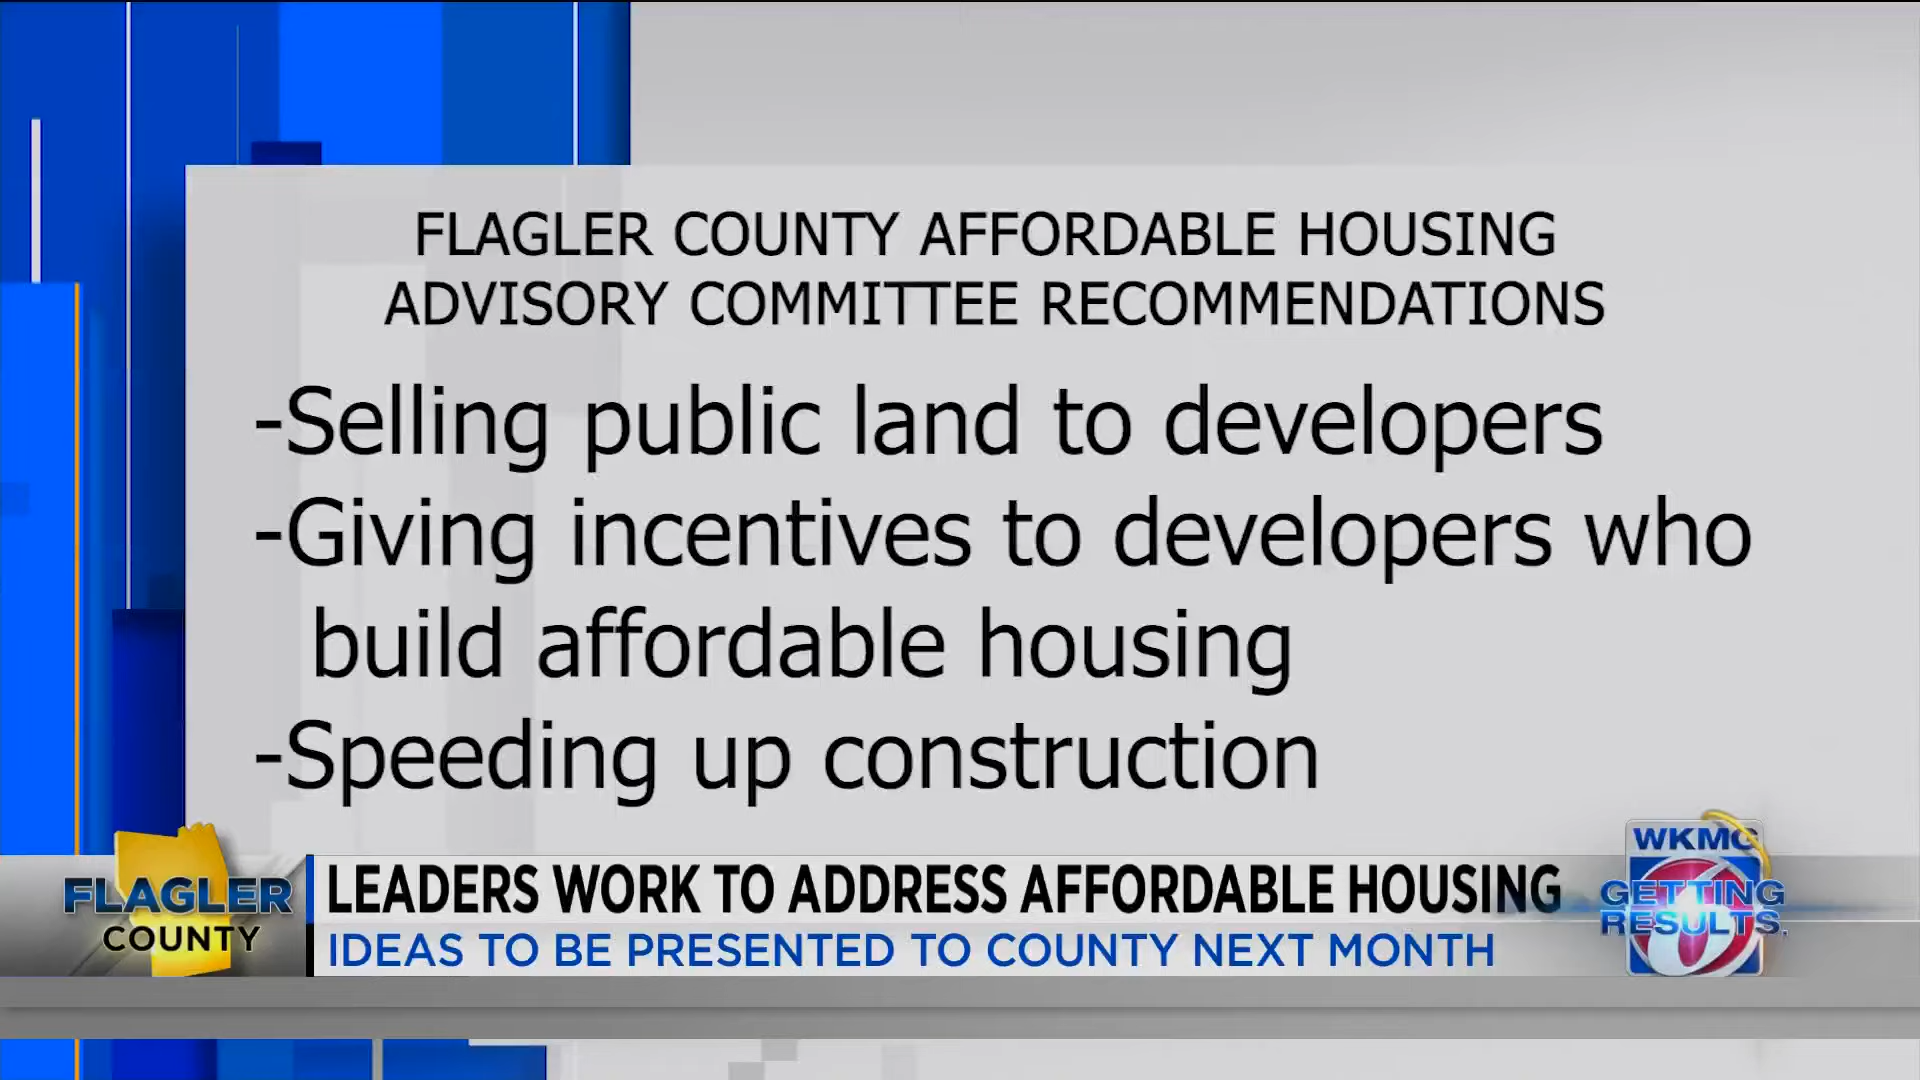 FLAGLER COUNTY AFFORDABLE HOUSING
ADVISORY COMMITTEE RECOMMENDATIONS
-Selling public land to developers
-Giving incentives to developers who
build affordable housing
-Speeding up construction
FLAGLER
COUNTY
LEADERS WORK TO ADDRESS AFFORDABLE HOUSING
IDEAS TO BE PRESENTED TO COUNTY NEXT MONTH
WKMG
GETTING
RESULTS.